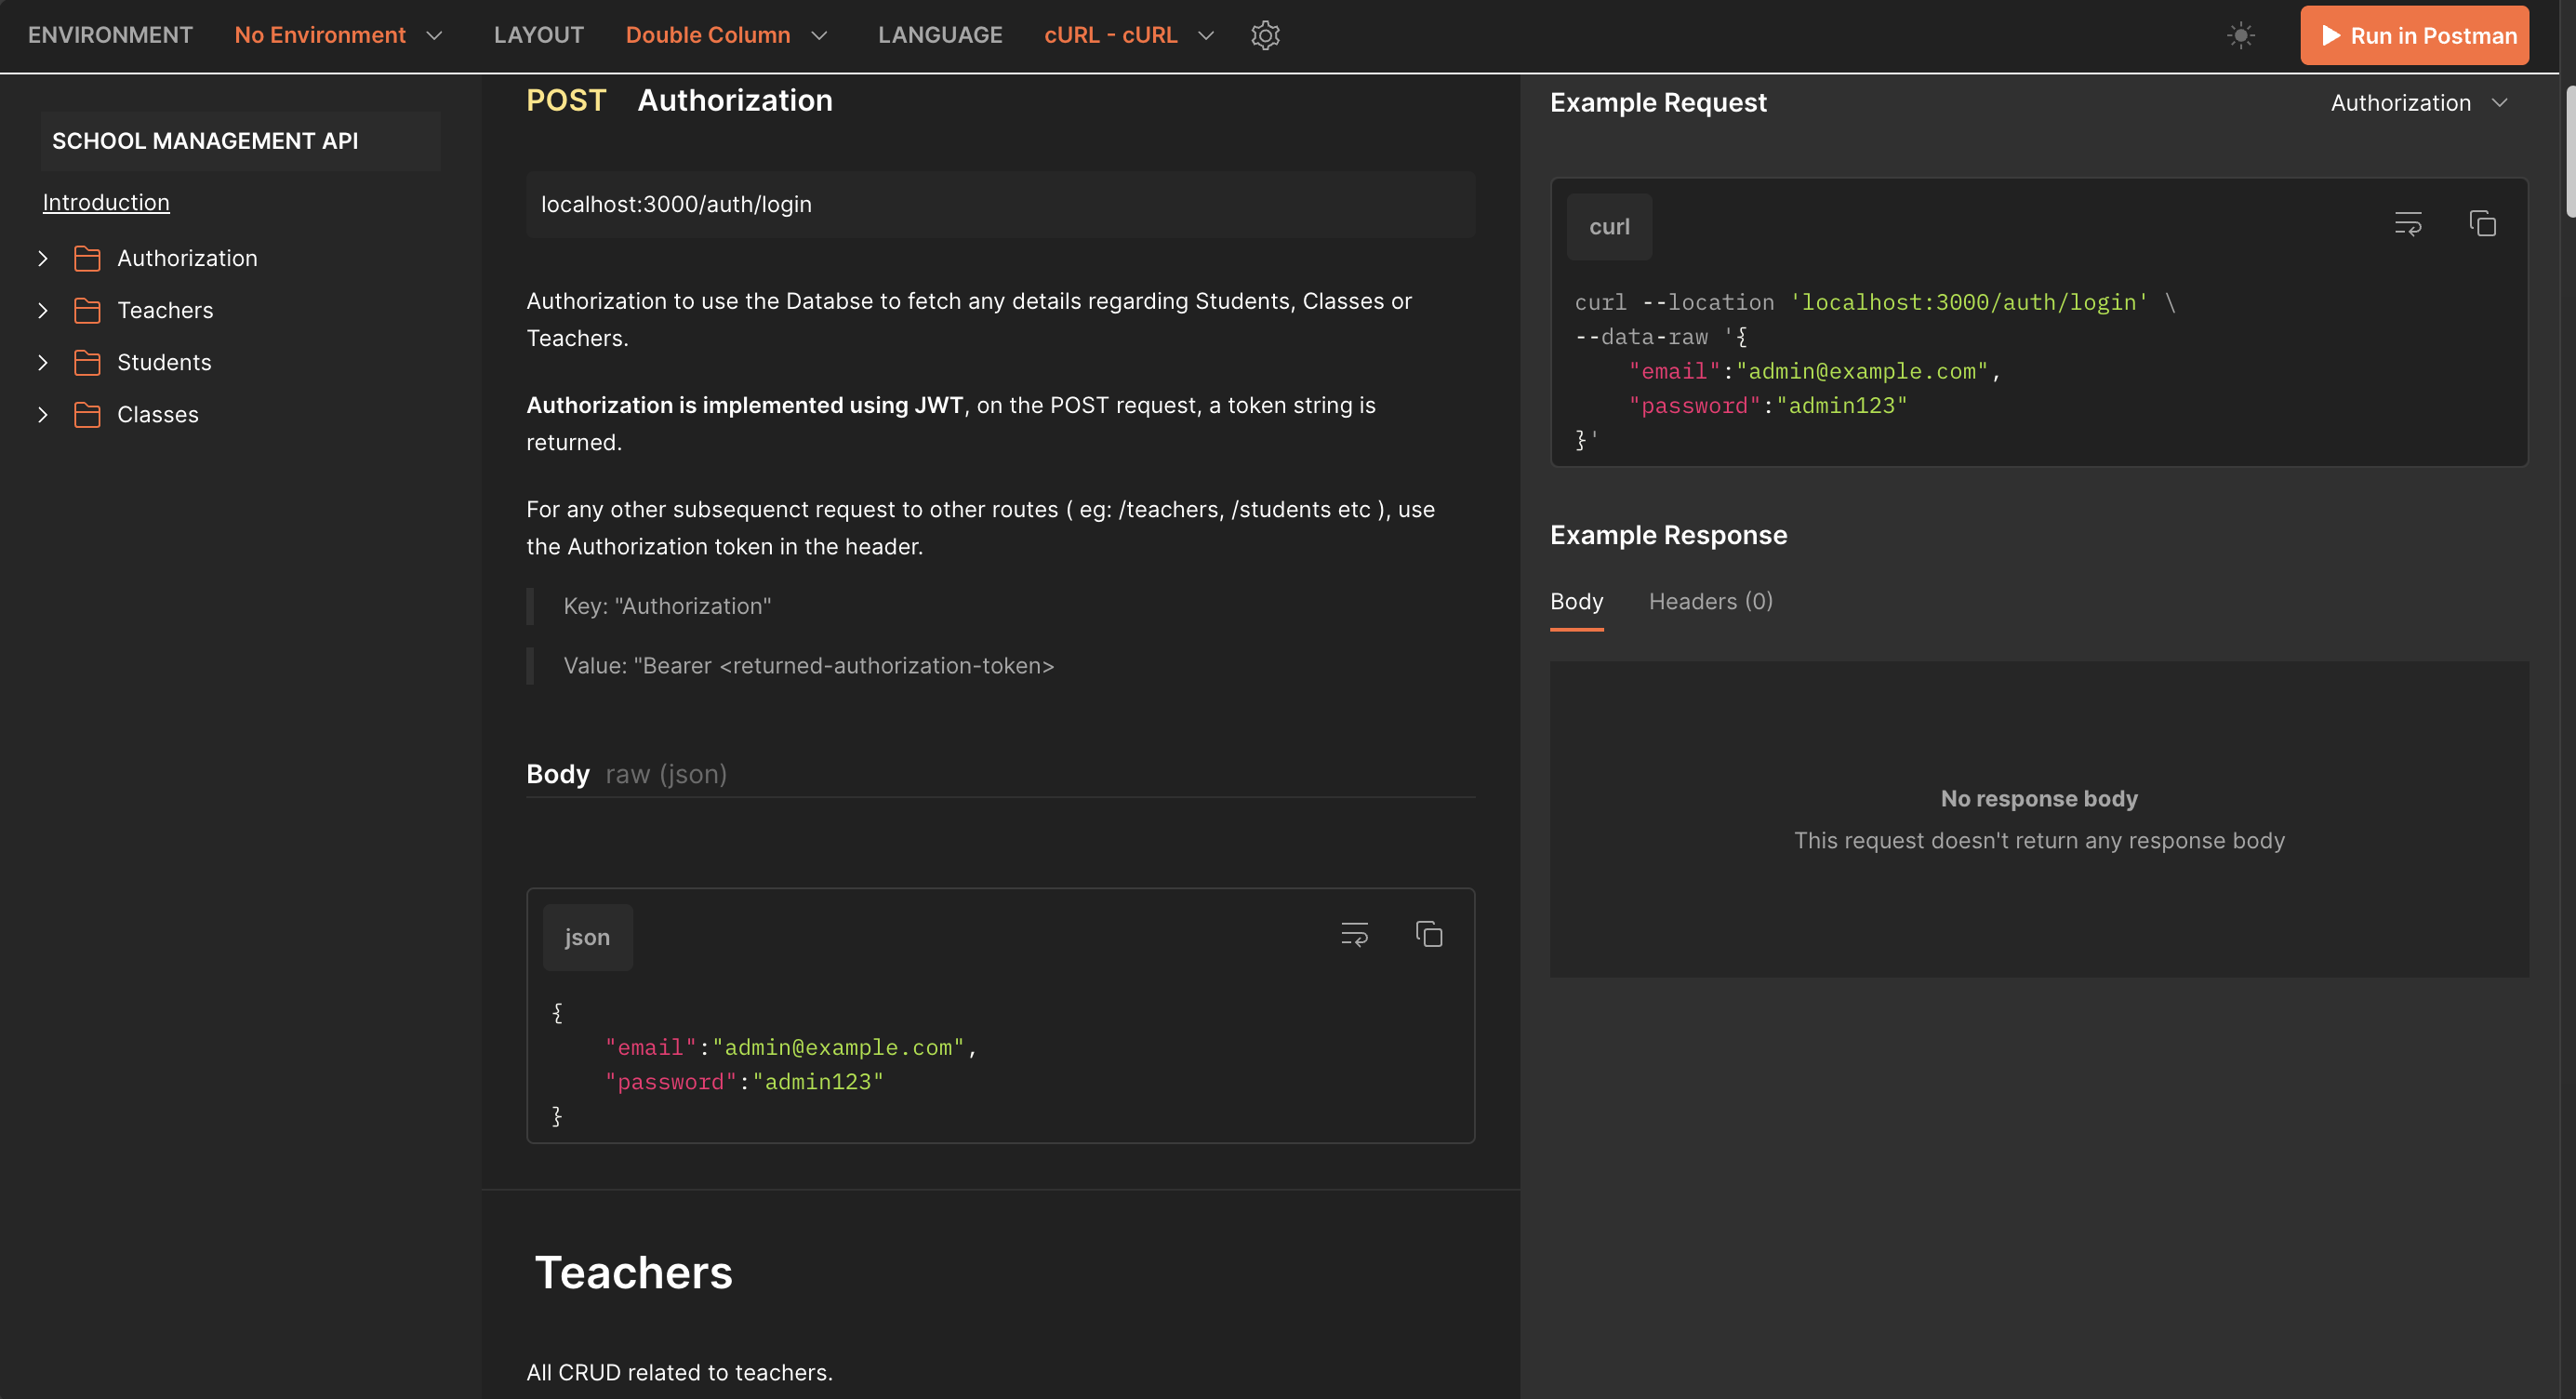 ENVIRONMENT No Environment LAYOUT Double Column LANGUAGE cURL - cURL Run in Postman
SCHOOL MANAGEMENT API
Introduction
Authorization
Teachers
Students
Classes
POST Authorization
localhost:3000/auth/login
Authorization to use the Databse to fetch any details regarding Students, Classes or
Teachers.
Authorization is implemented using JWT, on the POST request, a token string is
returned.
For any other subsequenct request to other routes ( eg: /teachers, /students etc ), use
the Authorization token in the header.
Key: "Authorization"
Value: "Bearer <returned-authorization-token>
Body raw (json)
json
{
    "email":"admin@example.com",
    "password":"admin123"
}
Teachers
All CRUD related to teachers.
Example Request Authorization
curl
curl --location 'localhost:3000/auth/login' \
--data-raw '{
    "email":"admin@example.com",
    "password":"admin123"
}'
Example Response
Body Headers (0)
No response body
This request doesn't return any response body